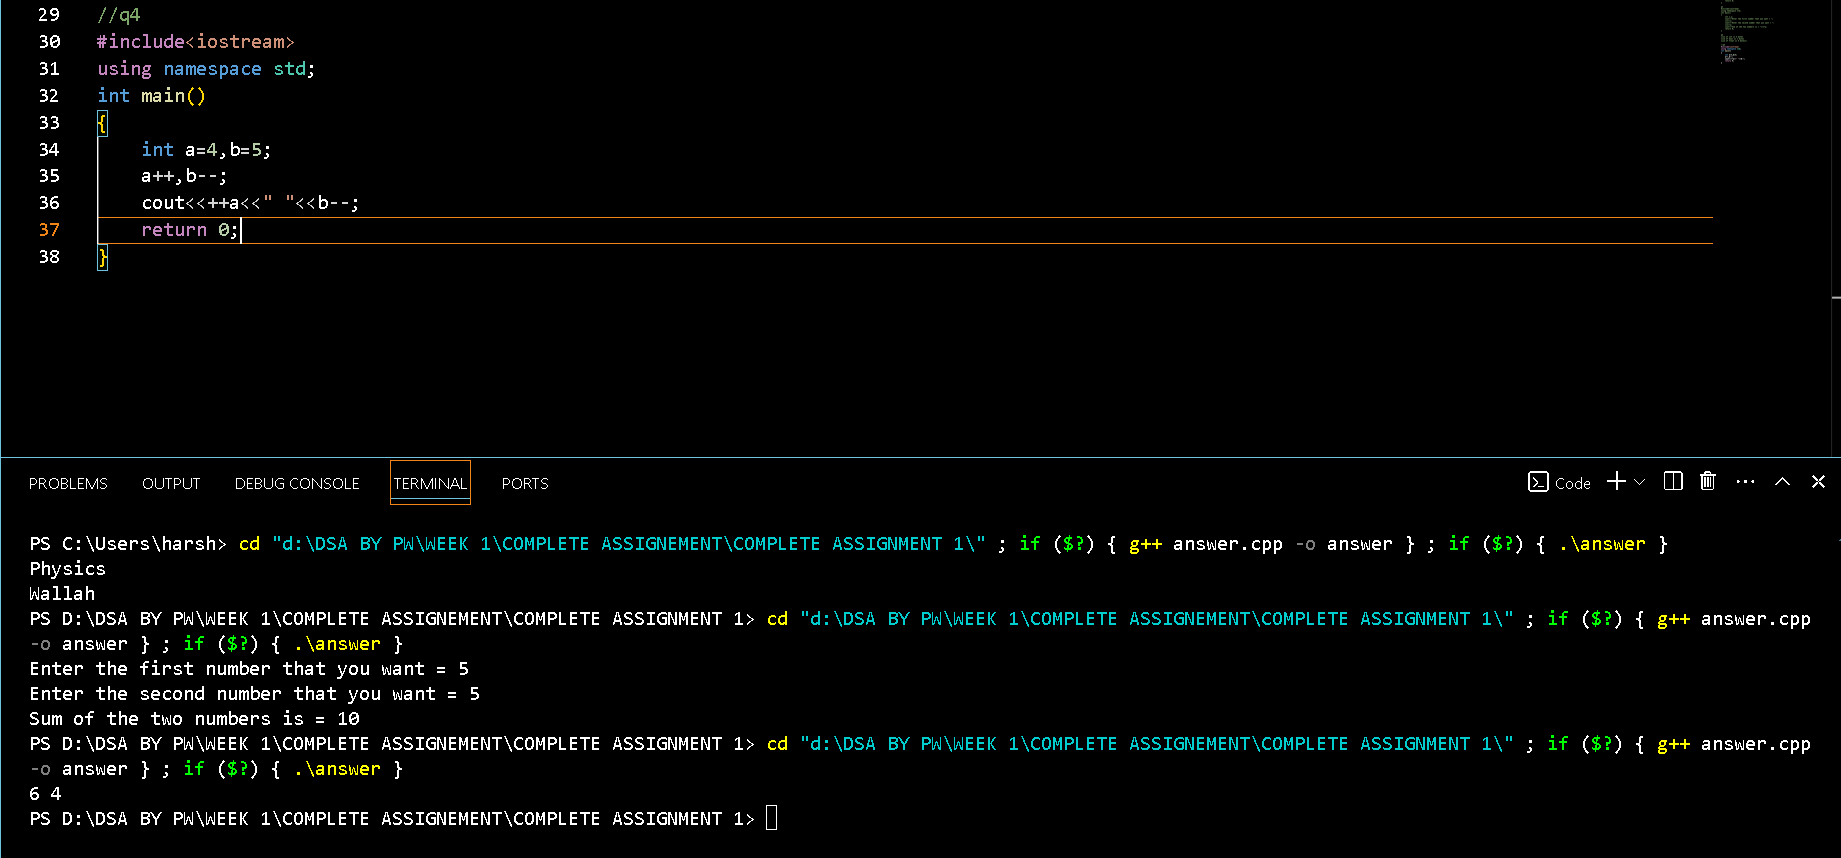 29 //q4
30 #include<iostream>
31 using namespace std;
32 int main()
33 {
34 int a=4,b=5;
35 a++,b--;
36 cout<<++a<<" "<<b--;
37 return 0;
38 }
PROBLEMS OUTPUT DEBUG CONSOLE TERMINAL PORTS Code
PS C:\Users\harsh> cd "d:\DSA BY PW\WEEK 1\COMPLETE ASSIGNEMENT\COMPLETE ASSIGNMENT 1\" ; if ($?) { g++ answer.cpp -o answer } ; if ($?) { .\answer }
Physics
Wallah
PS D:\DSA BY PW\WEEK 1\COMPLETE ASSIGNEMENT\COMPLETE ASSIGNMENT 1> cd "d:\DSA BY PW\WEEK 1\COMPLETE ASSIGNEMENT\COMPLETE ASSIGNMENT 1\" ; if ($?) { g++ answer.cpp
-o answer } ; if ($?) { .\answer }
Enter the first number that you want = 5
Enter the second number that you want = 5
Sum of the two numbers is = 10
PS D:\DSA BY PW\WEEK 1\COMPLETE ASSIGNEMENT\COMPLETE ASSIGNMENT 1> cd "d:\DSA BY PW\WEEK 1\COMPLETE ASSIGNEMENT\COMPLETE ASSIGNMENT 1\" ; if ($?) { g++ answer.cpp
-o answer } ; if ($?) { .\answer }
6 4
PS D:\DSA BY PW\WEEK 1\COMPLETE ASSIGNEMENT\COMPLETE ASSIGNMENT 1>